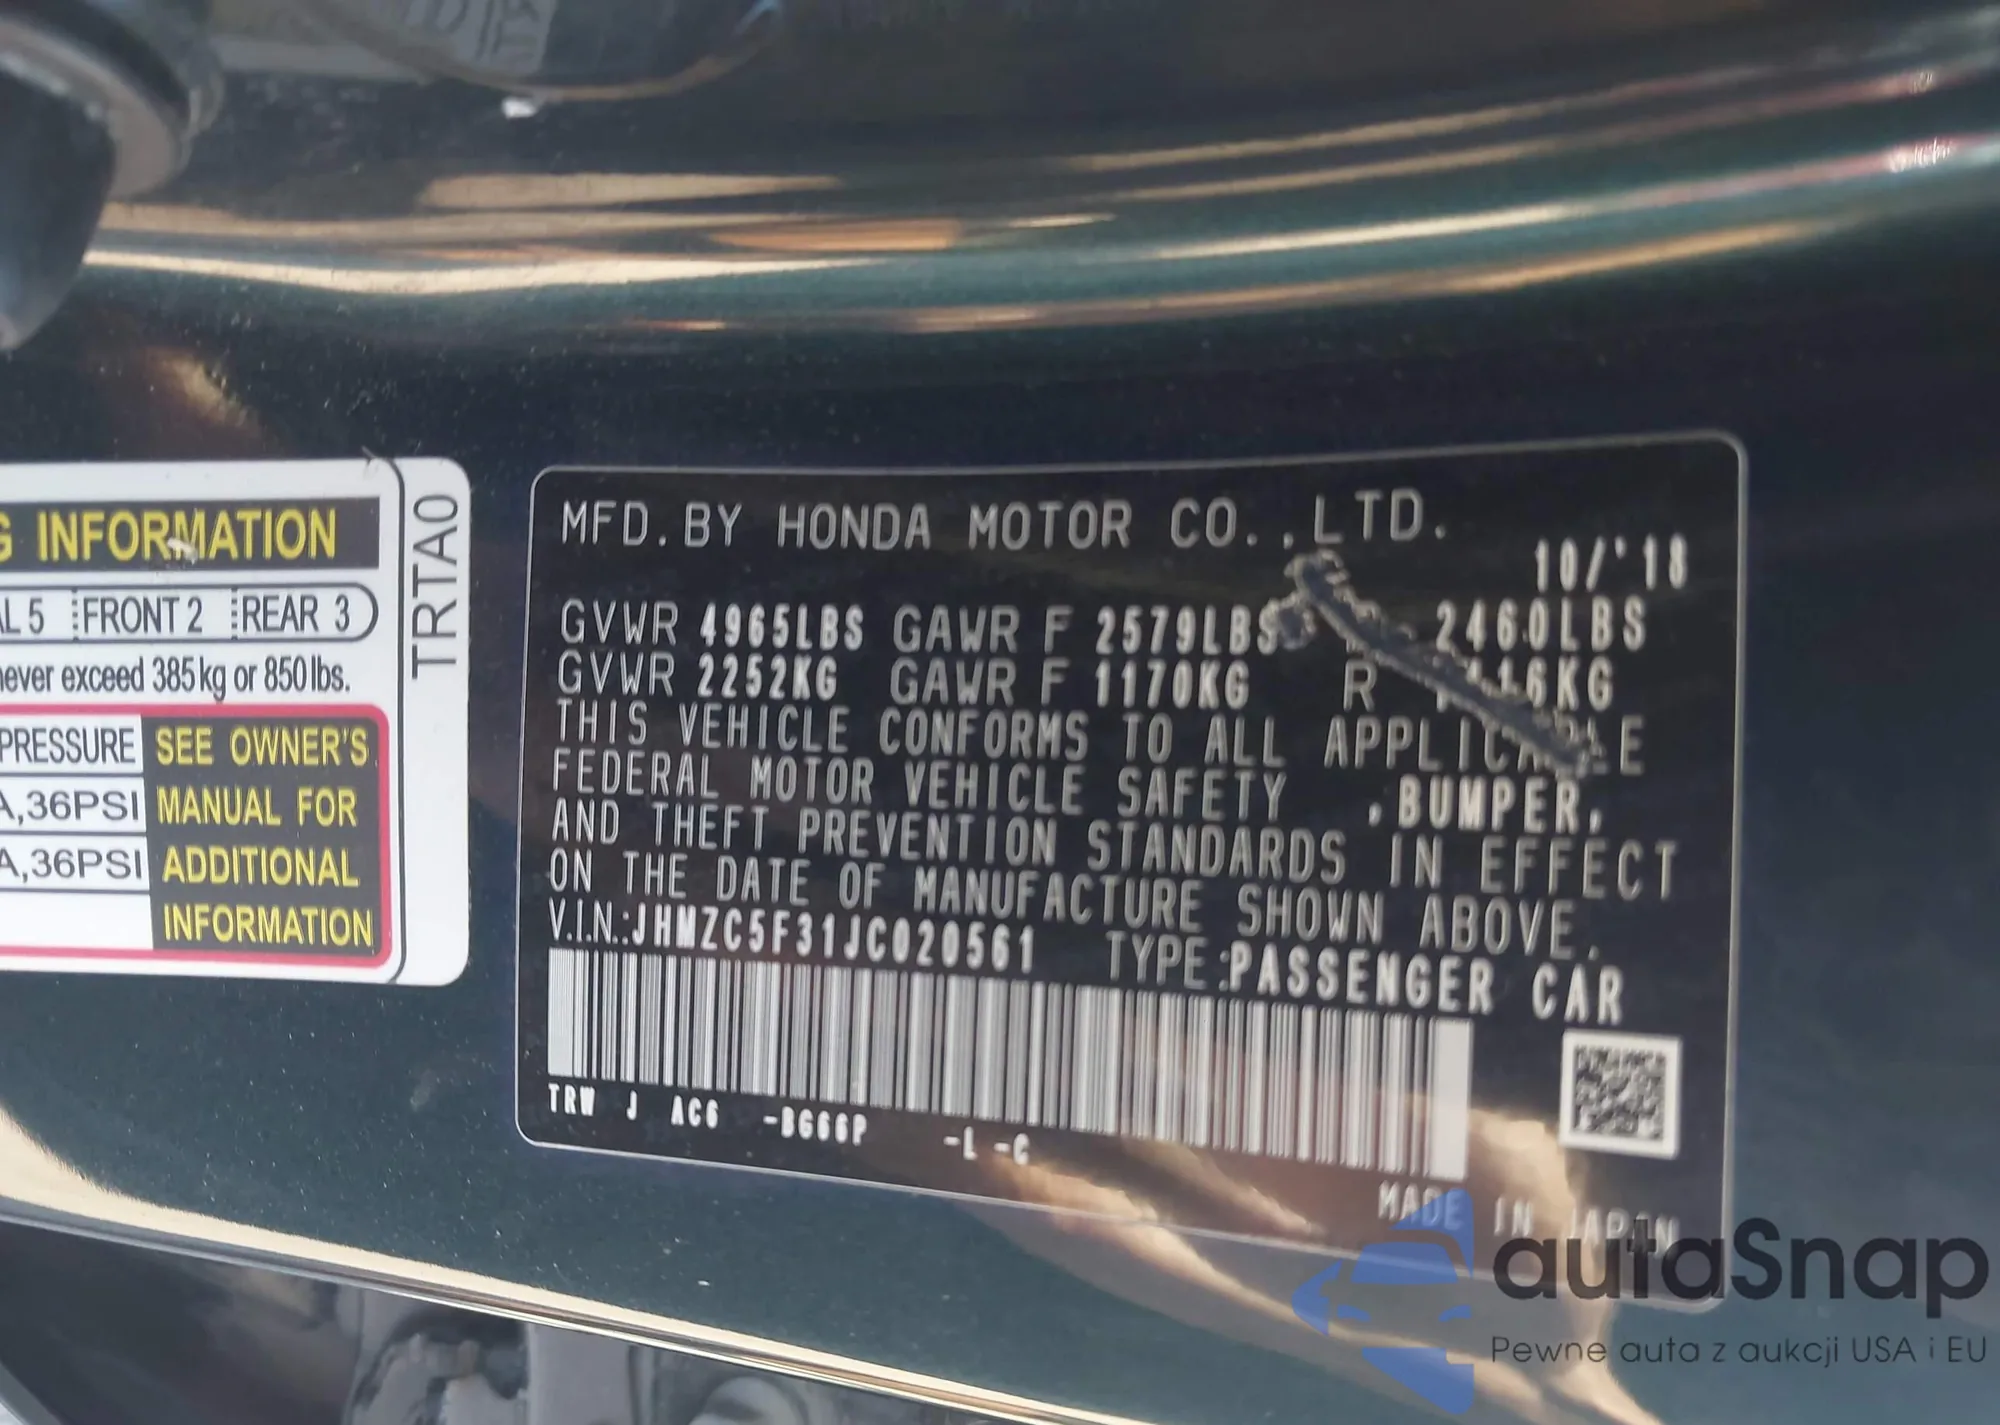 G INFORMATION
AL 5 FRONT 2 REAR 3
never exceed 385kg or 850lbs.
PRESSURE SEE OWNER'S
A,36PSI MANUAL FOR
A,36PSI ADDITIONAL
INFORMATION
TRTA0
MFD.BY HONDA MOTOR CO.,LTD.
10/'18
GVWR 4965LBS GAWR F 2579LBS 2460LBS
GVWR 2252KG GAWR F 1170KG R
THIS VEHICLE CONFORMS TO ALL APPLICABLE
FEDERAL MOTOR VEHICLE SAFETY ,BUMPER,
AND THEFT PREVENTION STANDARDS IN EFFECT
ON THE DATE OF MANUFACTURE SHOWN ABOVE.
V.I.N.:JHMZC5F31JC020561 TYPE:PASSENGER CAR
TRW J AC6 -BG66P -L -C
MADE IN JAPAN
autaSnap
Pewne auta z aukcji USA i EU